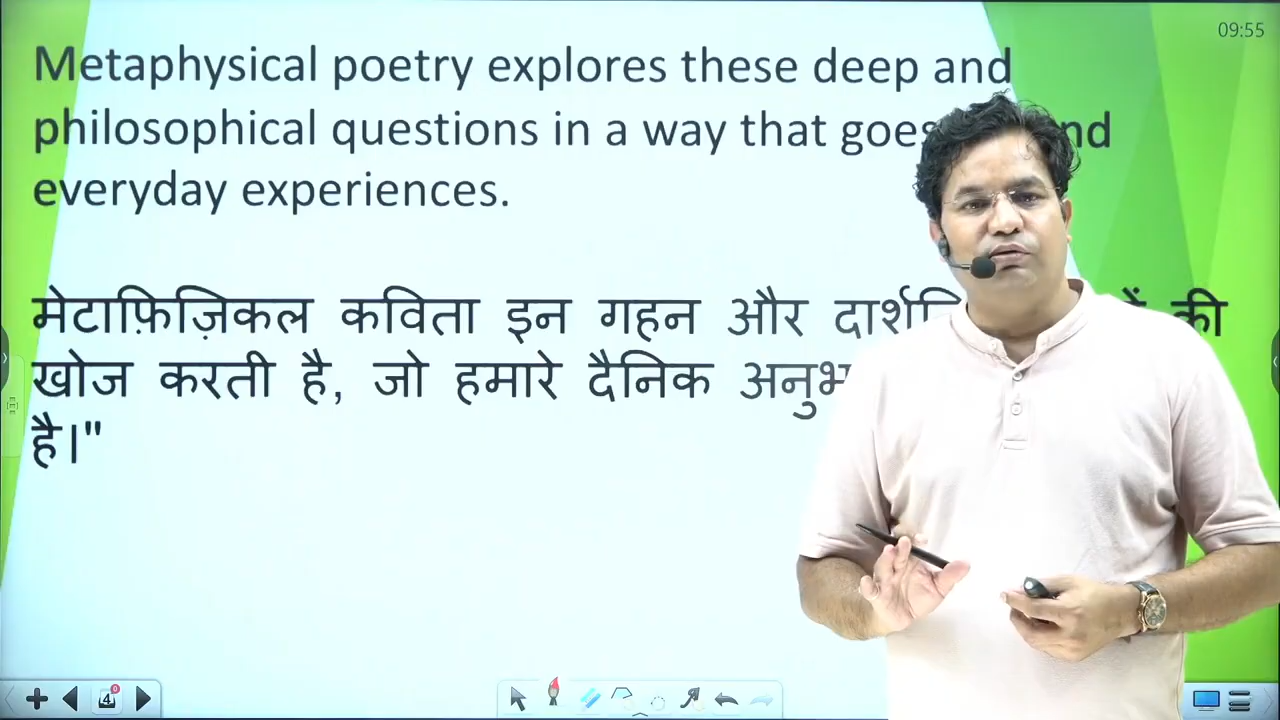 09:55
Metaphysical poetry explores these deep and
philosophical questions in a way that goes
everyday experiences.
मेटाफ़िज़िकल कविता इन गहन और की
खोज करती है, जो हमारे दैनिक
है।"
4
0